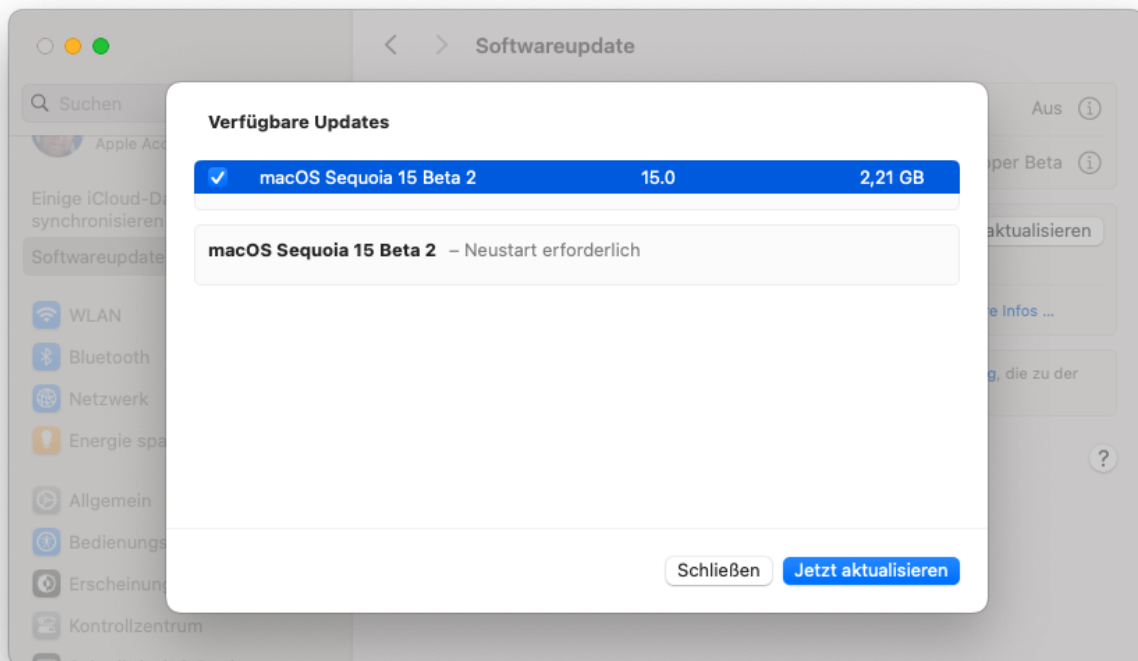 Softwareupdate
Suchen
Apple Acc
Einige iCloud-Da
synchronisieren
Softwareupdate
WLAN
Bluetooth
Netzwerk
Energie spa
Allgemein
Bedienungs
Erscheinung
Kontrollzentrum
Aus
per Beta
aktualisieren
e Infos ...
g, die zu der
?
Verfügbare Updates
macOS Sequoia 15 Beta 2 15.0 2,21 GB
macOS Sequoia 15 Beta 2 – Neustart erforderlich
Schließen Jetzt aktualisieren